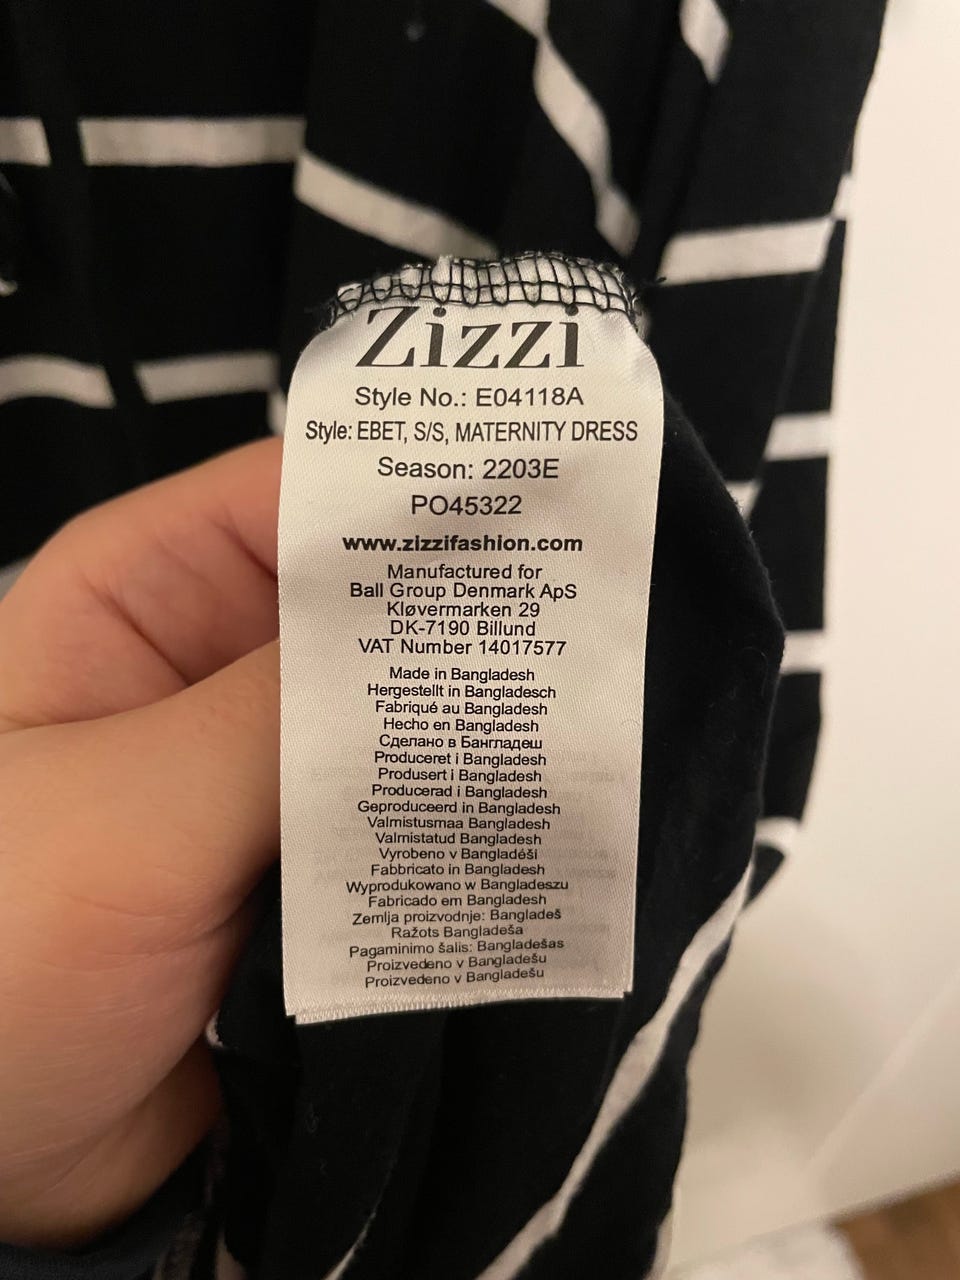 Zizzi
Style No.: E04118A
Style: EBET, S/S, MATERNITY DRESS
Season: 2203E
PO45322
www.zizzifashion.com
Manufactured for
Ball Group Denmark ApS
Kløvermarken 29
DK-7190 Billund
VAT Number 14017577
Made in Bangladesh
Hergestellt in Bangladesch
Fabriqué au Bangladesh
Hecho en Bangladesh
Сделано в Бангладеш
Produceret i Bangladesh
Produsert i Bangladesh
Producerad i Bangladesh
Geproduceerd in Bangladesh
Valmistusmaa Bangladesh
Valmistatud Bangladesh
Vyrobeno v Bangladéši
Fabbricato in Bangladesh
Wyprodukowano w Bangladeszu
Fabricado em Bangladesh
Zemlja proizvodnje: Bangladeš
Ražots Bangladeša
Pagaminimo šalis: Bangladešas
Proizvedeno v Bangladešu
Proizvedeno v Bangladešu